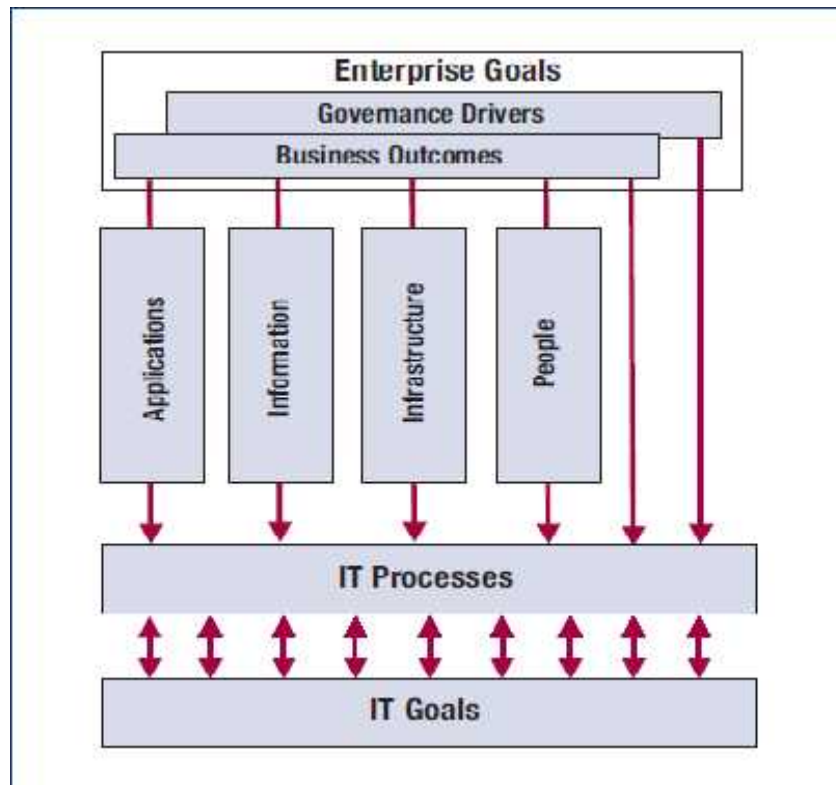 Enterprise Goals
Governance Drivers
Business Outcomes
Applications
Information
Infrastructure
People
IT Processes
IT Goals